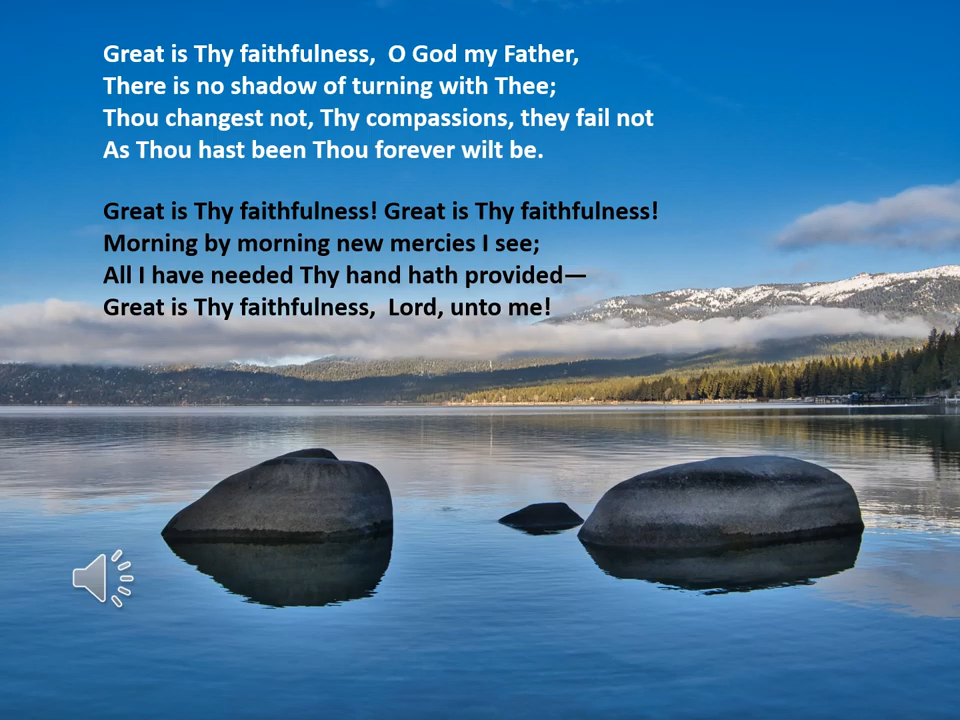 Great is Thy faithfulness, O God my Father,
There is no shadow of turning with Thee;
Thou changest not, Thy compassions, they fail not
As Thou hast been Thou forever wilt be.
Great is Thy faithfulness! Great is Thy faithfulness!
Morning by morning new mercies I see;
All I have needed Thy hand hath provided—
Great is Thy faithfulness, Lord, unto me!